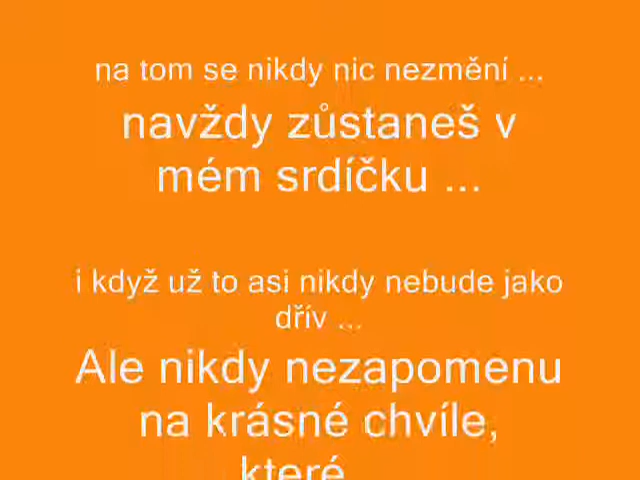 na tom se nikdy nic nezmění ...
navždy zůstaneš v
mém srdíčku ...
i když už to asi nikdy nebude jako
dřív ...
Ale nikdy nezapomenu
na krásné chvíle,
které